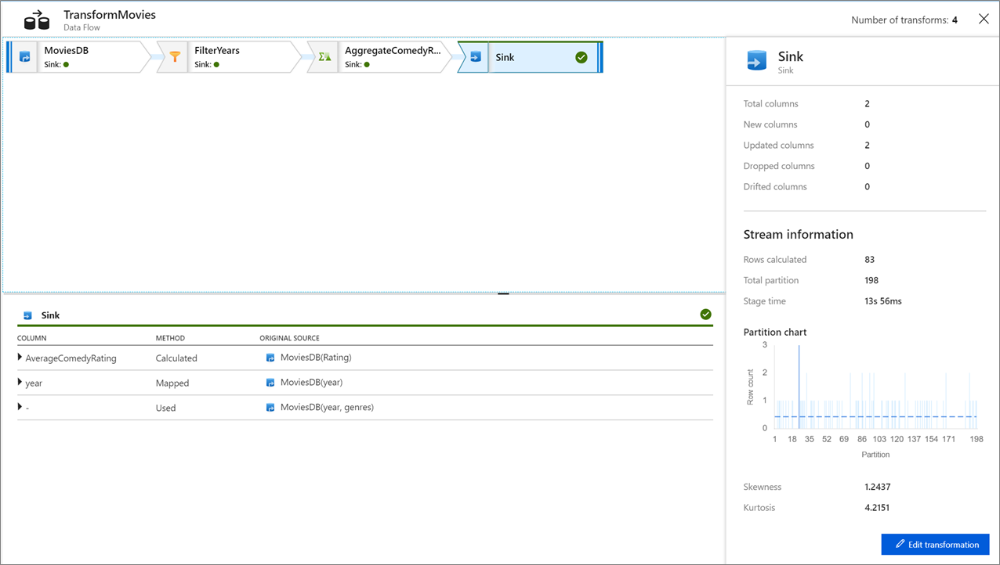 TransformMovies
Data Flow
Number of transforms: 4
MoviesDB
Sink:
FilterYears
Sink:
AggregateComedyR...
Sink:
Sink
Sink
Sink
Total columns 2
New columns 0
Updated columns 2
Dropped columns 0
Drifted columns 0
Stream information
Rows calculated 83
Total partition 198
Stage time 13s 56ms
Partition chart
3
2
1
0
Row count
1 18 35 52 69 86 103 120 137 154 171 198
Partition
Skewness 1.2437
Kurtosis 4.2151
Edit transformation
Sink
COLUMN METHOD ORIGINAL SOURCE
AverageComedyRating Calculated MoviesDB(Rating)
year Mapped MoviesDB(year)
- Used MoviesDB(year, genres)